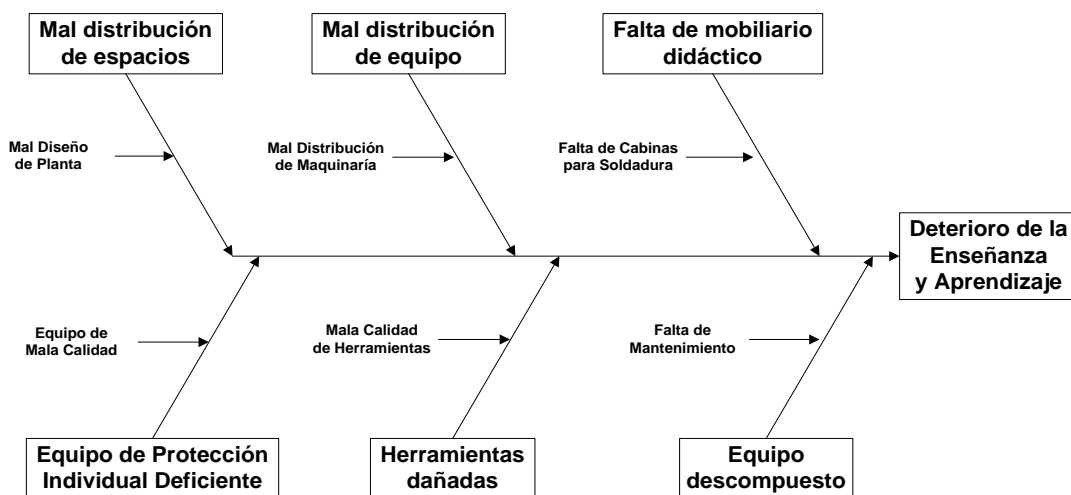 Mal distribución
de espacios
Mal distribución
de equipo
Falta de mobiliario
didáctico
Mal Diseño
de Planta
Mal Distribución
de Maquinaría
Falta de Cabinas
para Soldadura
Deterioro de la
Enseñanza
y Aprendizaje
Equipo de
Mala Calidad
Mala Calidad
de Herramientas
Falta de
Mantenimiento
Equipo de Protección
Individual Deficiente
Herramientas
dañadas
Equipo
descompuesto